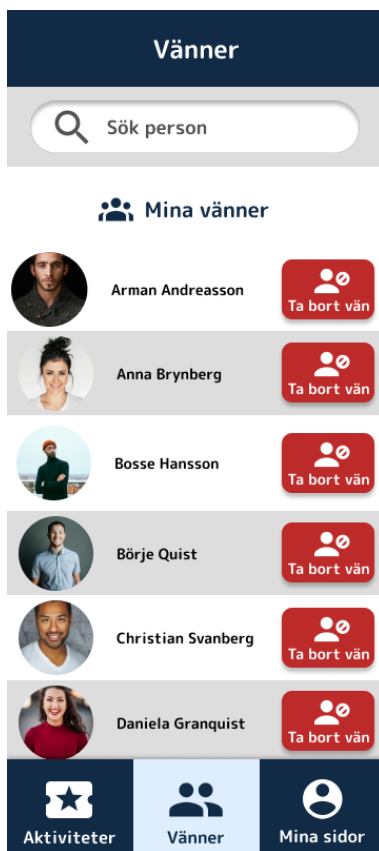 Vänner
Sök person
Mina vänner
Arman Andreasson
Ta bort vän
Anna Brynberg
Ta bort vän
Bosse Hansson
Ta bort vän
Börje Quist
Ta bort vän
Christian Svanberg
Ta bort vän
Daniela Granquist
Ta bort vän
Aktiviteter
Vänner
Mina sidor